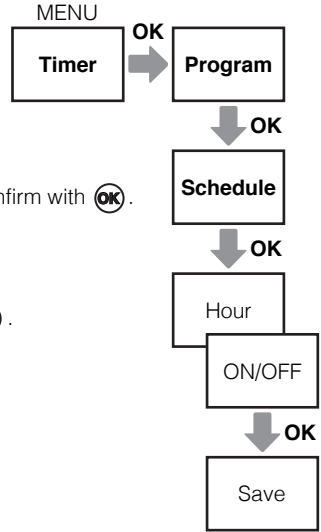 MENU
OK
Timer Program
OK
Schedule
nfirm with OK .
OK
Hour
) .
ON/OFF
OK
Save